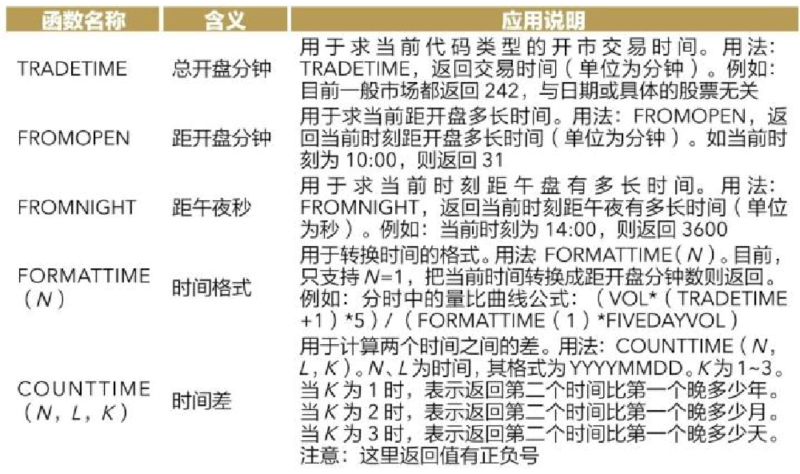 函数名称 含义 应用说明
TRADETIME 总开盘分钟 用于求当前代码类型的开市交易时间。用法:
TRADETIME，返回交易时间（单位为分钟）。例如:
目前一般市场都返回 242，与日期或具体的股票无关
FROMOPEN 距开盘分钟 用于求当前距开盘多长时间。用法：FROMOPEN，返
回当前时刻距开盘多长时间（单位为分钟）。如当前时
刻为 10:00，则返回 31
FROMNIGHT 距午夜秒 用于求当前时刻距午盘有多长时间。用法:
FROMNIGHT，返回当前时刻距午夜有多长时间（单位
为秒）。例如：当前时刻为 14:00，则返回 3600
FORMATTIME
（N） 时间格式 用于转换时间的格式。用法：FORMATTIME（N）。目前，
只支持 N=1，把当前时间转换成距开盘分钟数则返回。
例如：分时中的量比曲线公式：（VOL*（TRADETIME
+1）*5）/（FORMATTIME（1）*FIVEDAYVOL）
COUNTTIME
（N，L，K） 时间差 用于计算两个时间之间的差。用法：COUNTTIME（N，
L，K）。N、L为时间，其格式为YYYYMMDD。K为1~3。
当 K 为 1 时，表示返回第二个时间比第一个晚多少年。
当 K 为 2 时，表示返回第二个时间比第一个晚多少月。
当 K 为 3 时，表示返回第二个时间比第一个晚多少天。
注意：这里返回值有正负号